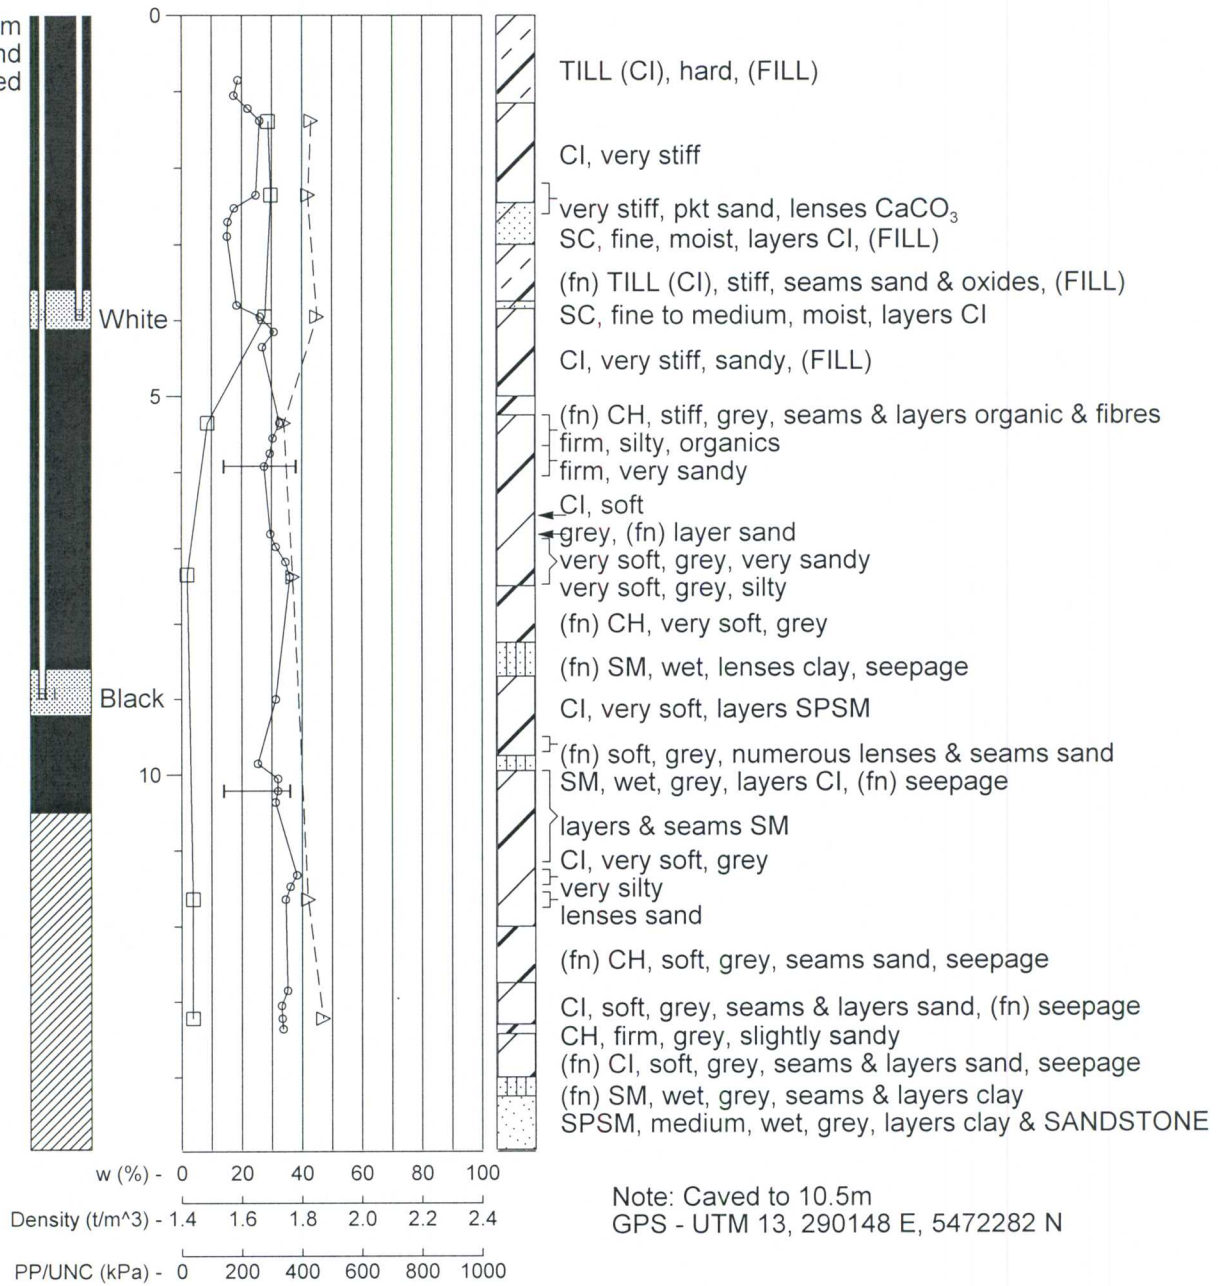 m
nd
ed
0
TILL (CI), hard, (FILL)
CI, very stiff
very stiff, pkt sand, lenses CaCO₃
SC, fine, moist, layers CI, (FILL)
(fn) TILL (CI), stiff, seams sand & oxides, (FILL)
White
SC, fine to medium, moist, layers CI
CI, very stiff, sandy, (FILL)
5
(fn) CH, stiff, grey, seams & layers organic & fibres
firm, silty, organics
firm, very sandy
CI, soft
grey, (fn) layer sand
very soft, grey, very sandy
very soft, grey, silty
(fn) CH, very soft, grey
(fn) SM, wet, lenses clay, seepage
Black
CI, very soft, layers SPSM
(fn) soft, grey, numerous lenses & seams sand
10
SM, wet, grey, layers CI, (fn) seepage
layers & seams SM
CI, very soft, grey
very silty
lenses sand
(fn) CH, soft, grey, seams sand, seepage
CI, soft, grey, seams & layers sand, (fn) seepage
CH, firm, grey, slightly sandy
(fn) CI, soft, grey, seams & layers sand, seepage
(fn) SM, wet, grey, seams & layers clay
SPSM, medium, wet, grey, layers clay & SANDSTONE
w (%) - 0 20 40 60 80 100
Density (t/m^3) - 1.4 1.6 1.8 2.0 2.2 2.4
PP/UNC (kPa) - 0 200 400 600 800 1000
Note: Caved to 10.5m
GPS - UTM 13, 290148 E, 5472282 N